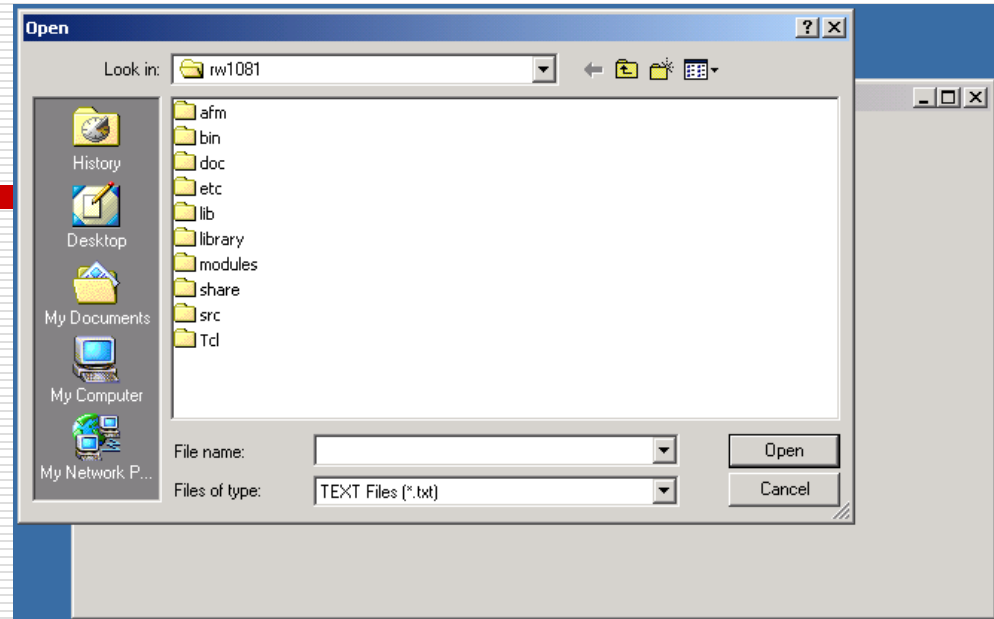 Open
Look in: rw1081
History
Desktop
My Documents
My Computer
My Network P...
afm
bin
doc
etc
lib
library
modules
share
src
Tcl
File name:
Open
Files of type: TEXT Files (*.txt)
Cancel